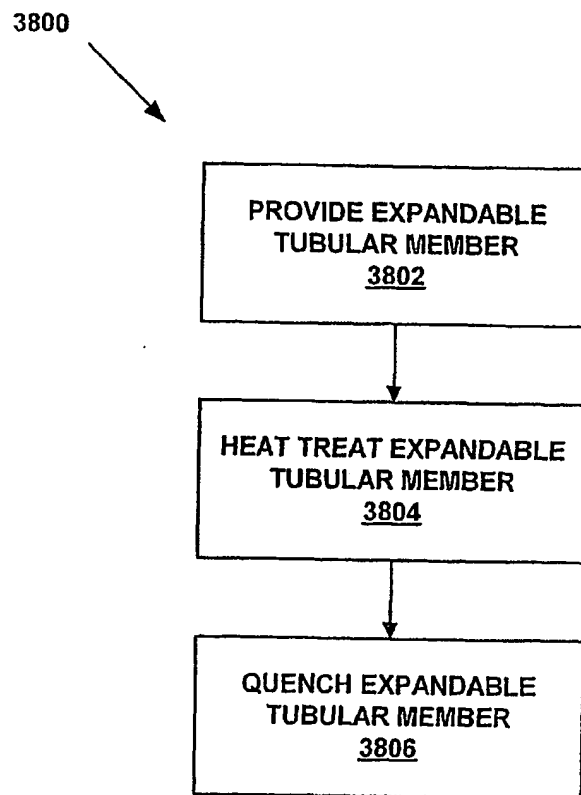 3800
PROVIDE EXPANDABLE
TUBULAR MEMBER
3802
HEAT TREAT EXPANDABLE
TUBULAR MEMBER
3804
QUENCH EXPANDABLE
TUBULAR MEMBER
3806